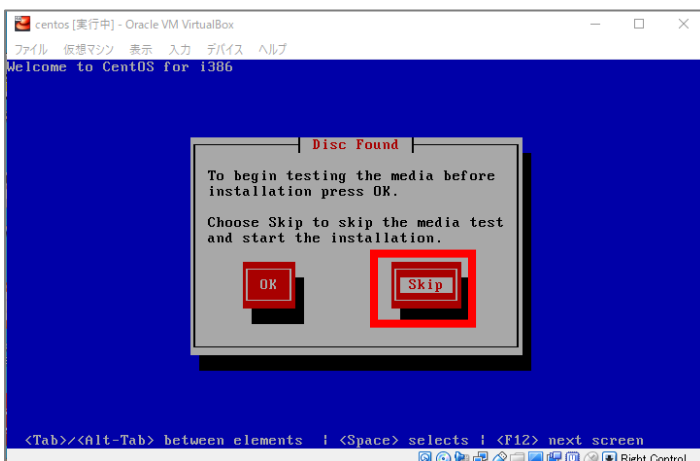 centos [実行中] - Oracle VM VirtualBox
ファイル 仮想マシン 表示 入力 デバイス ヘルプ
Welcome to CentOS for i386
Disc Found
To begin testing the media before
installation press OK.
Choose Skip to skip the media test
and start the installation.
OK Skip
<Tab>/<Alt-Tab> between elements | <Space> selects | <F12> next screen
Right Control